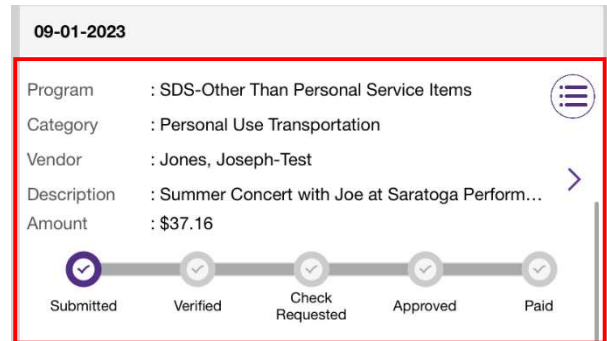 09-01-2023
Program : SDS-Other Than Personal Service Items
Category : Personal Use Transportation
Vendor : Jones, Joseph-Test
Description : Summer Concert with Joe at Saratoga Perform...
Amount : $37.16
Submitted Verified Check Requested Approved Paid